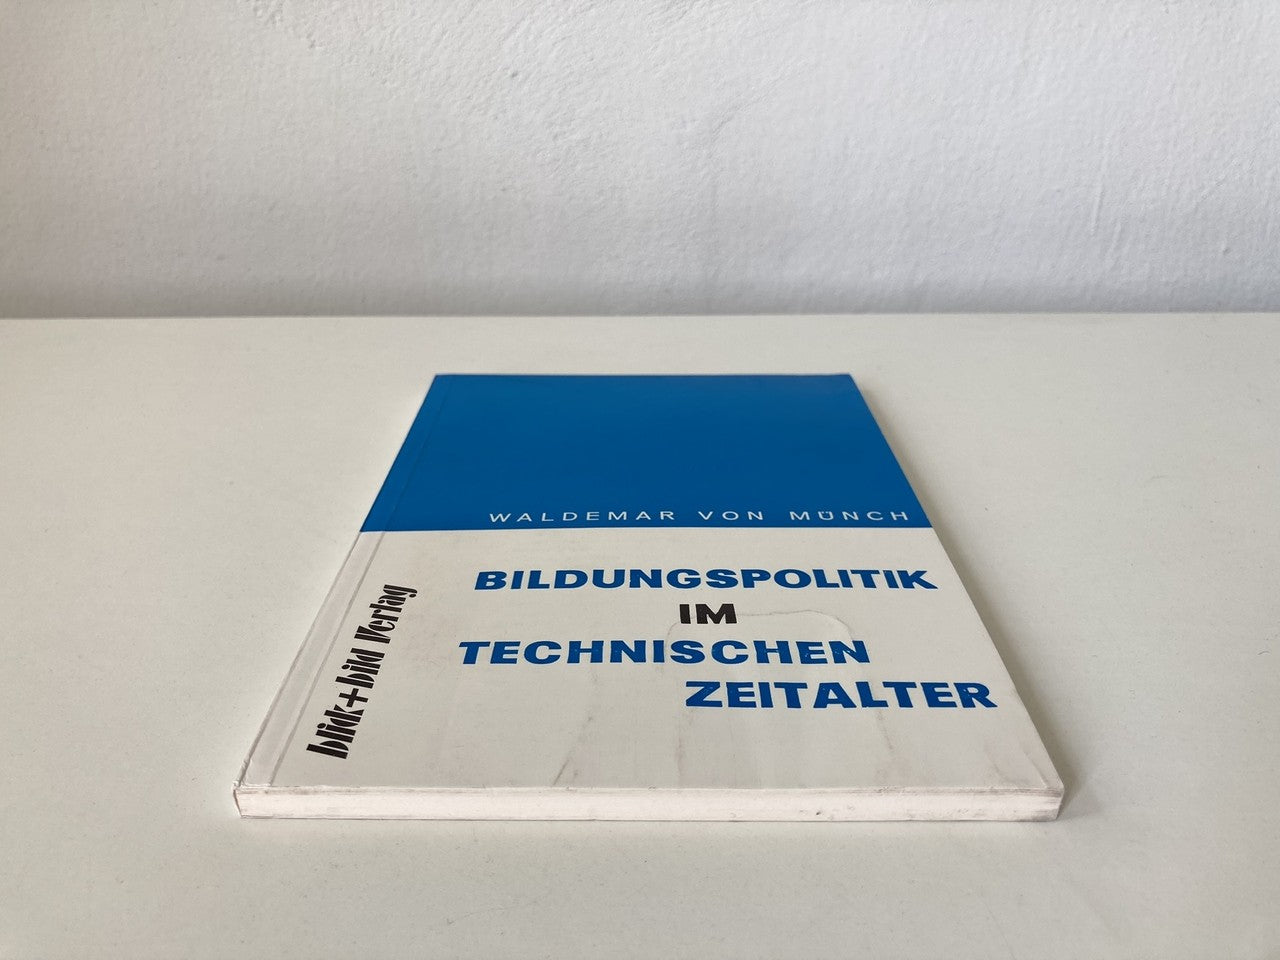 WALDEMAR VON MÜNCH
BILDUNGSPOLITIK
IM
TECHNISCHEN
ZEITALTER
blick+bild Verlag